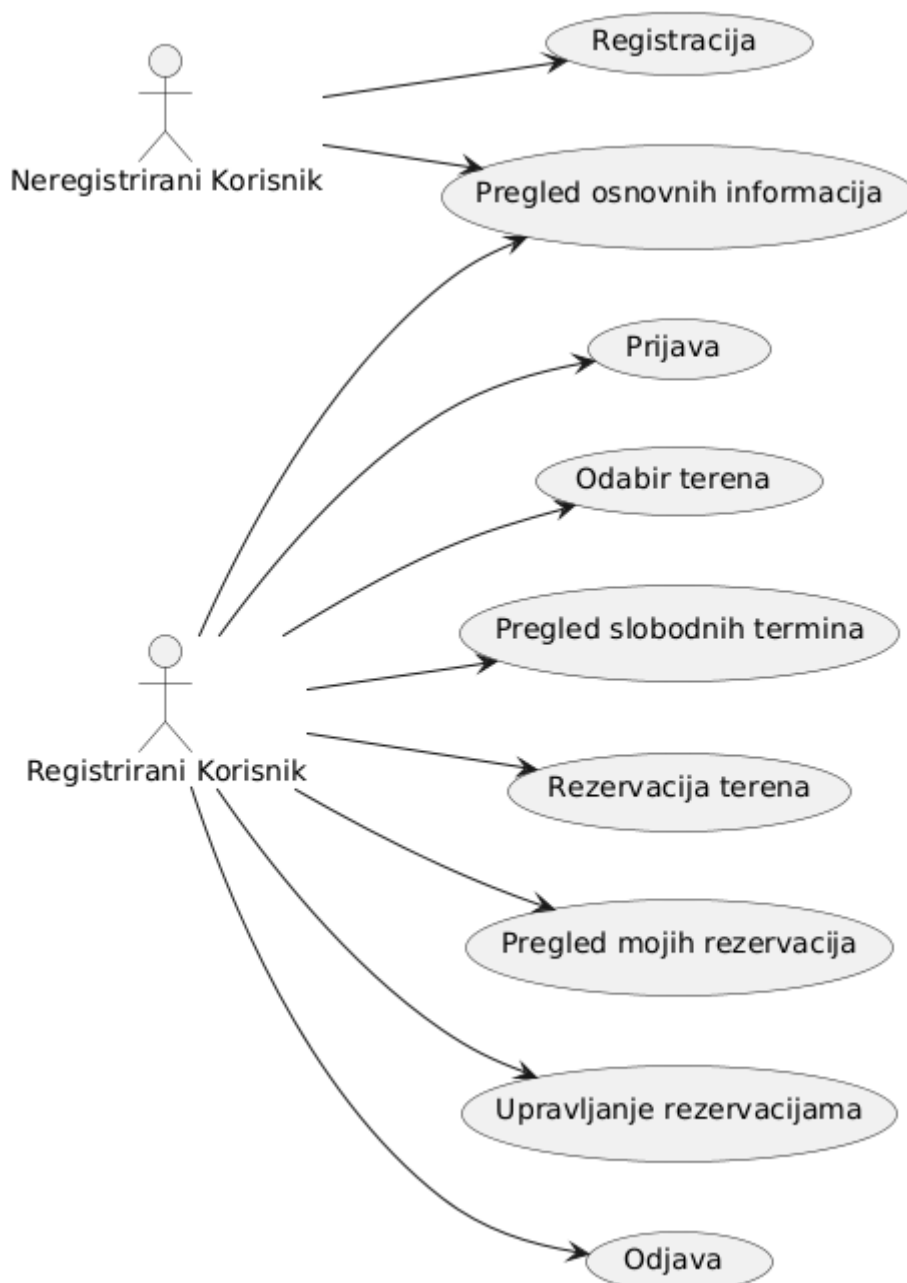 Registracija
Neregistrirani Korisnik
Pregled osnovnih informacija
Prijava
Odabir terena
Pregled slobodnih termina
Registrirani Korisnik
Rezervacija terena
Pregled mojih rezervacija
Upravljanje rezervacijama
Odjava